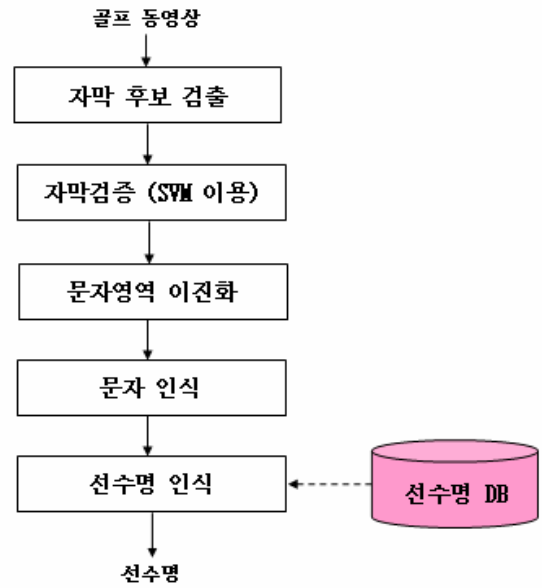 골프 동영상
자막 후보 검출
자막검증 (SVM 이용)
문자영역 이진화
문자 인식
선수명 인식
선수명 DB
선수명